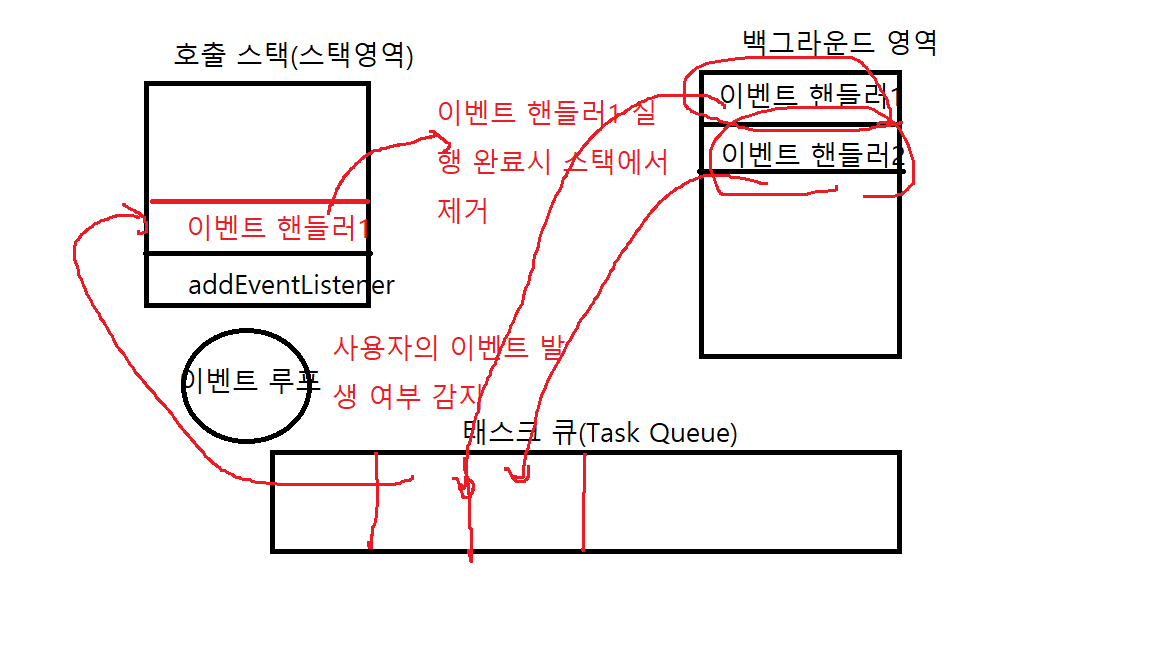 호출 스택(스택영역)
백그라운드 영역
이벤트 핸들러1
이벤트 핸들러2
이벤트 핸들러1 실
행 완료시 스택에서
제거
이벤트 핸들러1
addEventListener
이벤트 루프
사용자의 이벤트 발
생 여부 감지
태스크 큐(Task Queue)